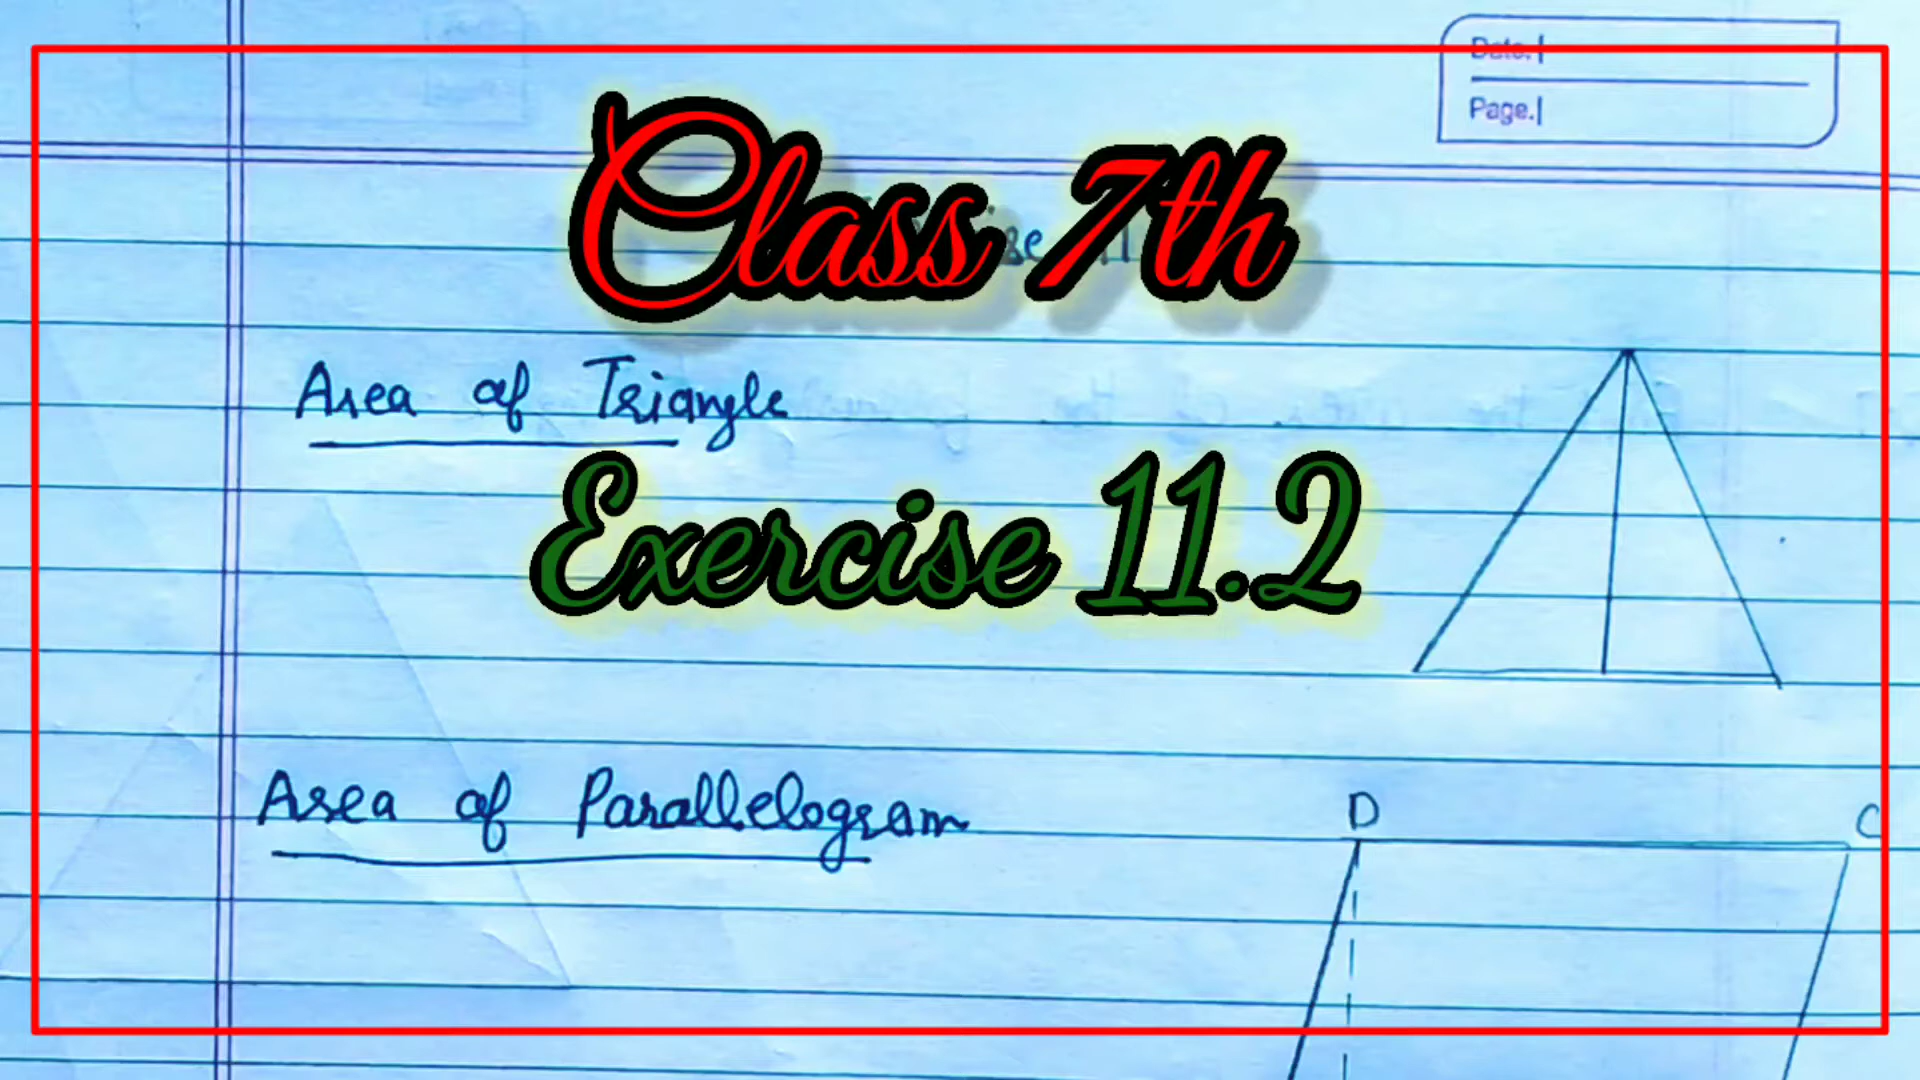 Date.
Page.
Class 7th
Area of Triangle
Exercise 11.2
Area of Parallelogram
D C